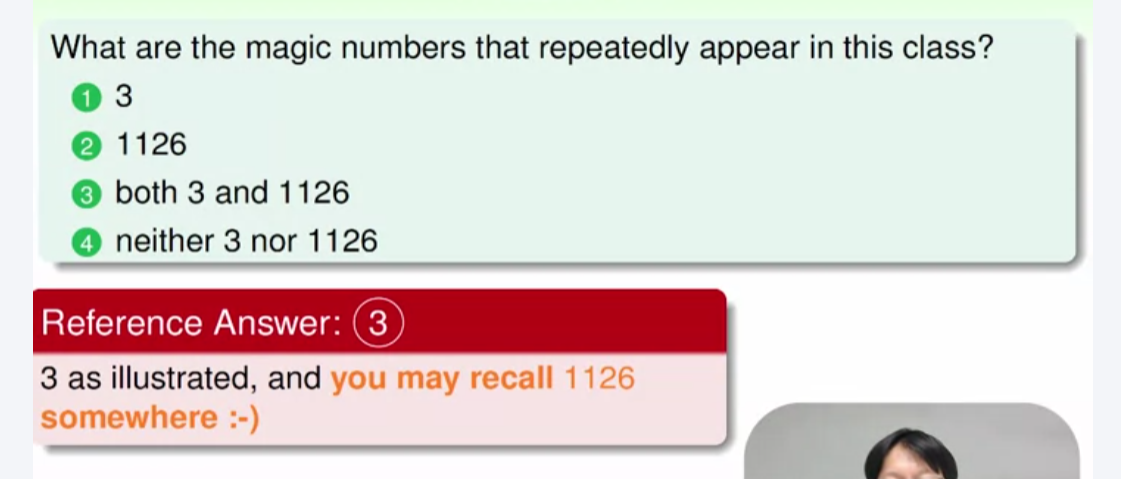 What are the magic numbers that repeatedly appear in this class?
1 3
2 1126
3 both 3 and 1126
4 neither 3 nor 1126
Reference Answer: 3
3 as illustrated, and you may recall 1126
somewhere :-)